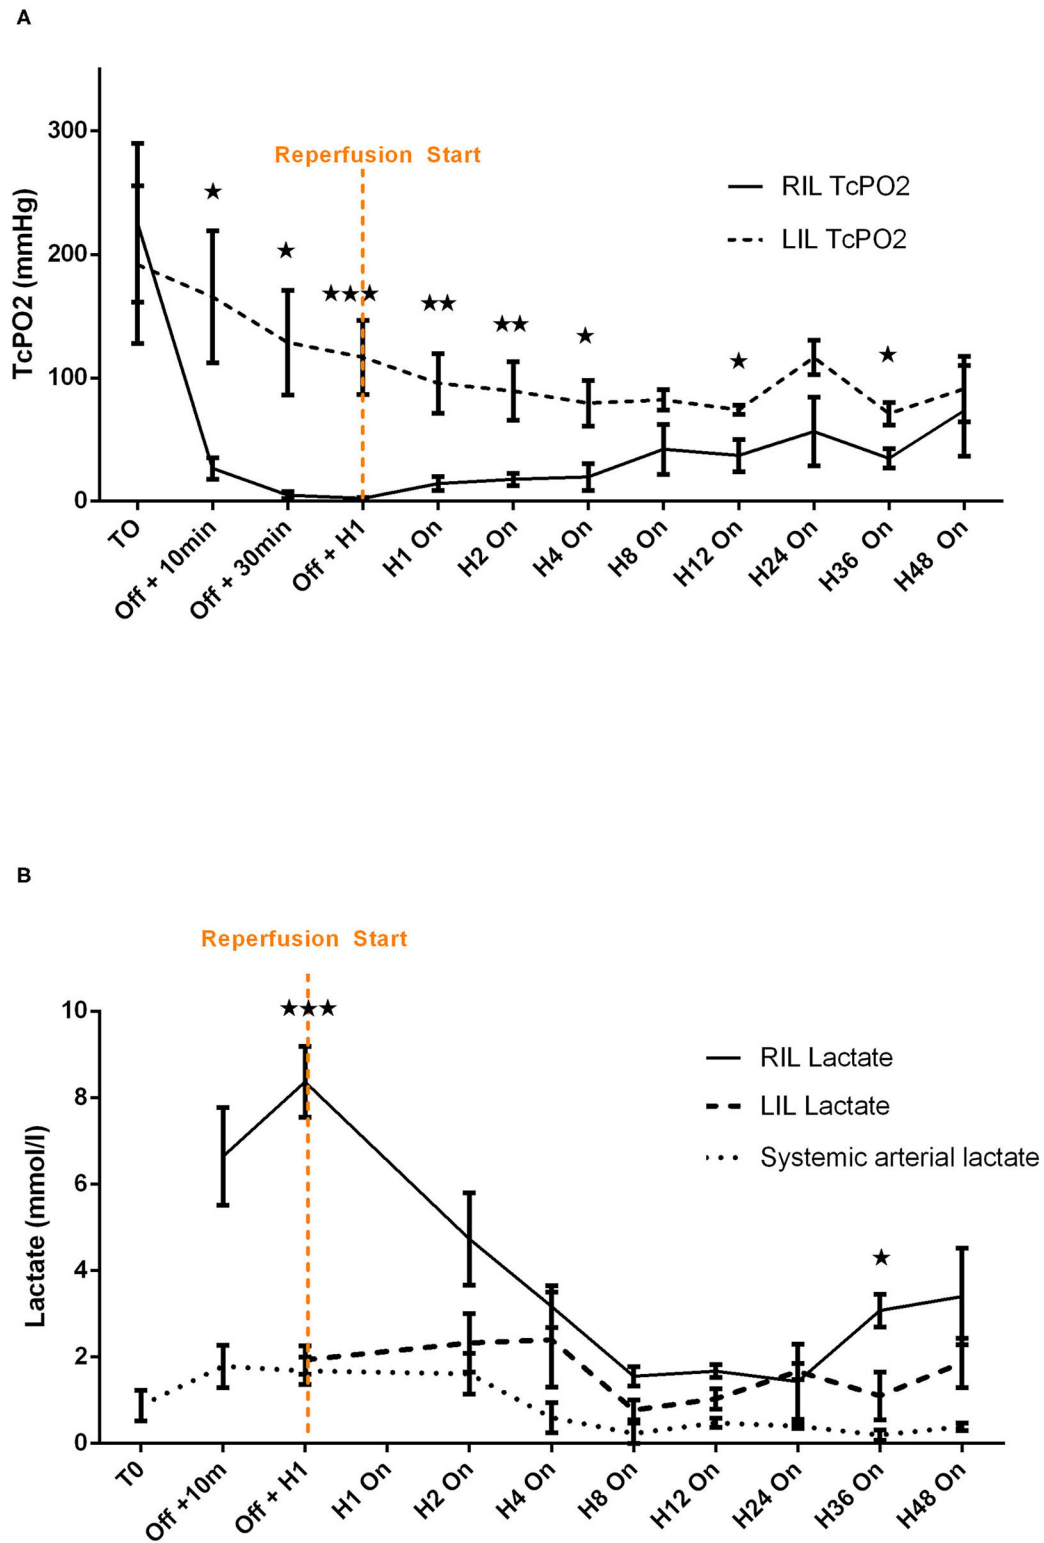 A
Reperfusion Start
300
200
100
0
TcPO2 (mmHg)
RIL TcPO2
LIL TcPO2
TO
Off + 10min
Off + 30min
Off + H1
H1 On
H2 On
H4 On
H8 On
H12 On
H24 On
H36 On
H48 On
B
Reperfusion Start
10
8
6
4
2
0
Lactate (mmol/l)
RIL Lactate
LIL Lactate
Systemic arterial lactate
T0
Off +10m
Off + H1
H1 On
H2 On
H4 On
H8 On
H12 On
H24 On
H36 On
H48 On